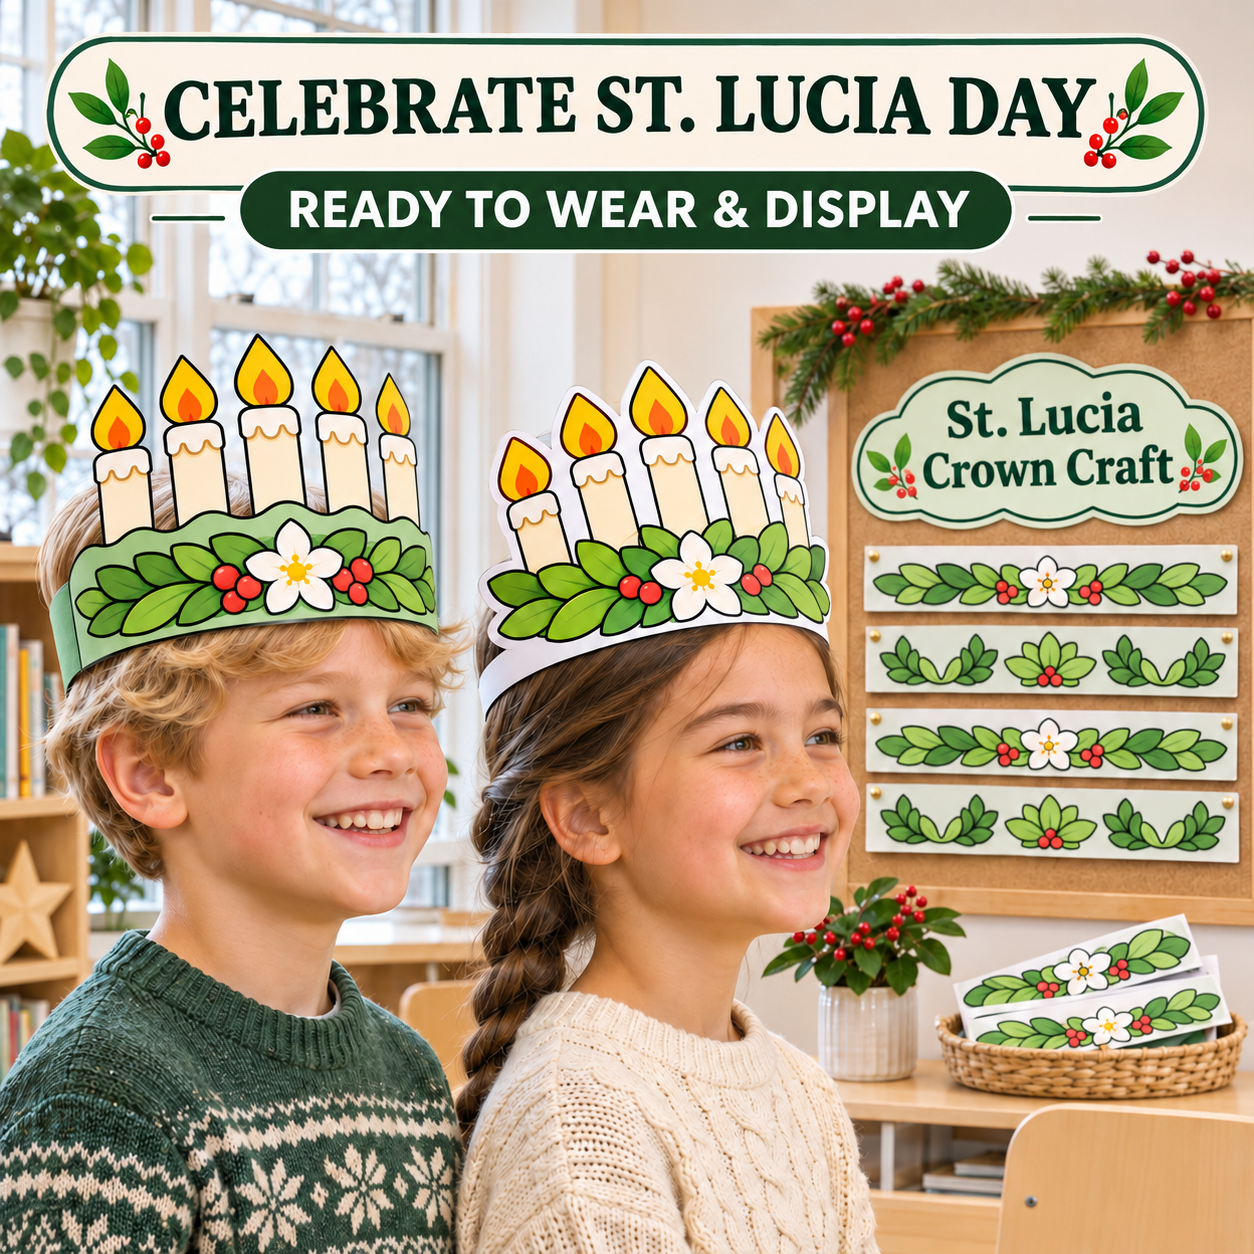 CELEBRATE ST. LUCIA DAY
READY TO WEAR & DISPLAY
St. Lucia
Crown Craft